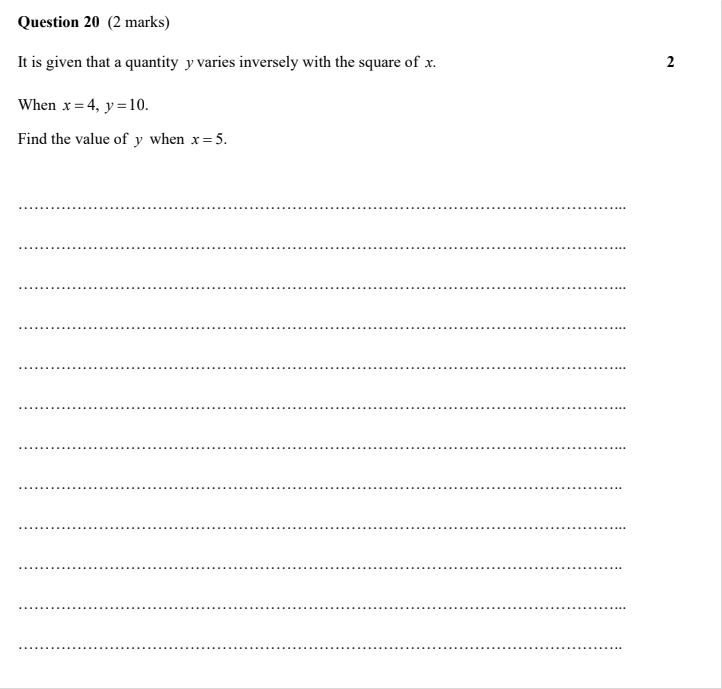 Question 20 (2 marks)
It is given that a quantity y varies inversely with the square of x. 2
When x = 4, y = 10.
Find the value of y when x = 5.